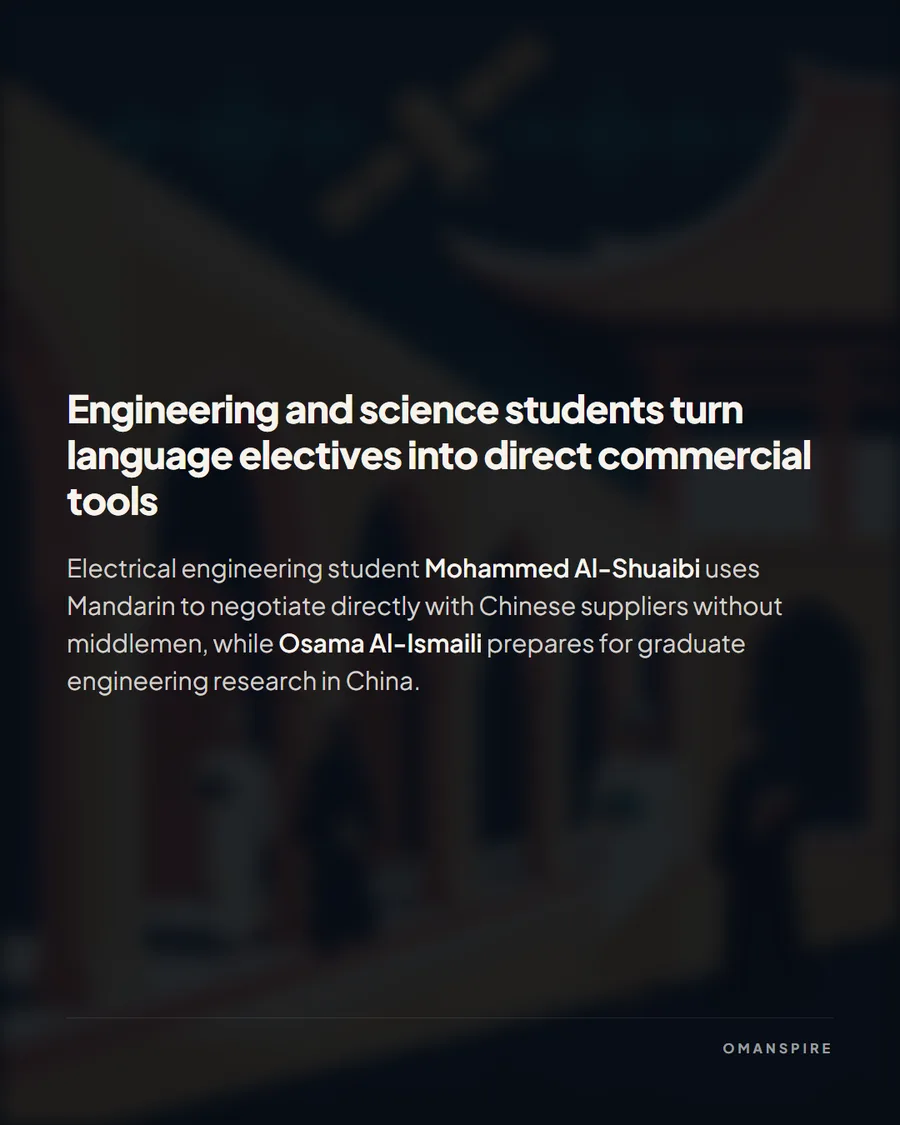 Engineering and science students turn
language electives into direct commercial
tools
Electrical engineering student Mohammed Al-Shuaibi uses
Mandarin to negotiate directly with Chinese suppliers without
middlemen, while Osama Al-Ismaili prepares for graduate
engineering research in China.
OMANSPIRE